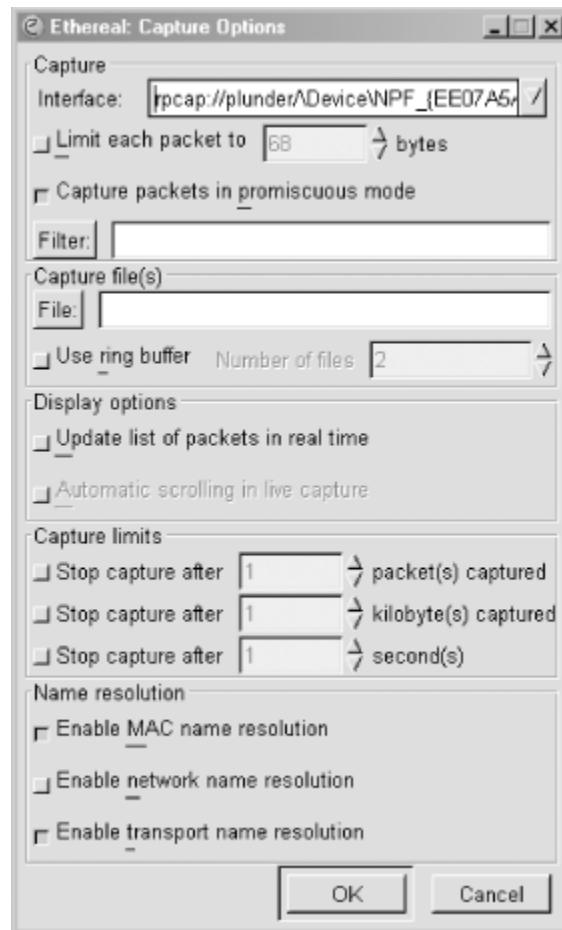 Ethereal: Capture Options
Capture
Interface: rpcap://plunder/\Device\NPF_{EE07A5
Limit each packet to 68 bytes
Capture packets in promiscuous mode
Filter:
Capture file(s)
File:
Use ring buffer Number of files 2
Display options
Update list of packets in real time
Automatic scrolling in live capture
Capture limits
Stop capture after 1 packet(s) captured
Stop capture after 1 kilobyte(s) captured
Stop capture after 1 second(s)
Name resolution
Enable MAC name resolution
Enable network name resolution
Enable transport name resolution
OK Cancel